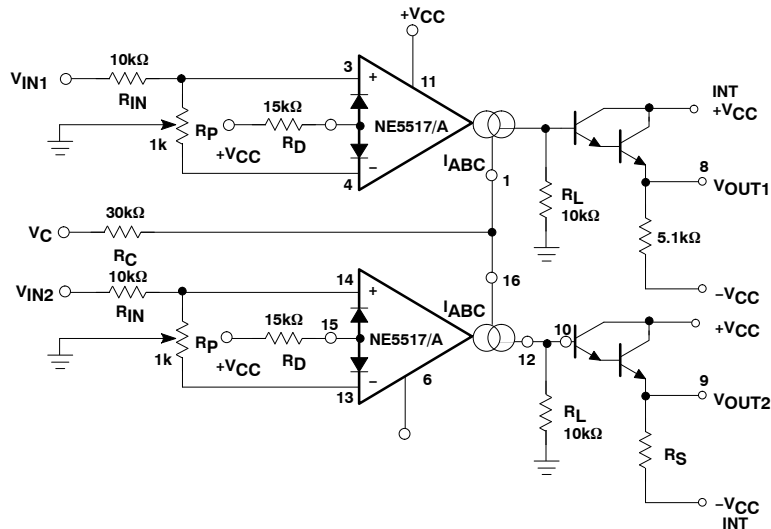 +VCC
10kΩ
VIN1
RIN
3
+
11
INT
+VCC
15kΩ
RP
+VCC
RD
NE5517/A
1k
−
4
IABC
1
8
VOUT1
RL
10kΩ
5.1kΩ
30kΩ
VC
RC
−VCC
10kΩ
VIN2
RIN
14
+
16
IABC
+VCC
15kΩ
15
RP
+VCC
RD
NE5517/A
1k
−
13
6
12
10
9
VOUT2
RL
10kΩ
RS
−VCC
INT